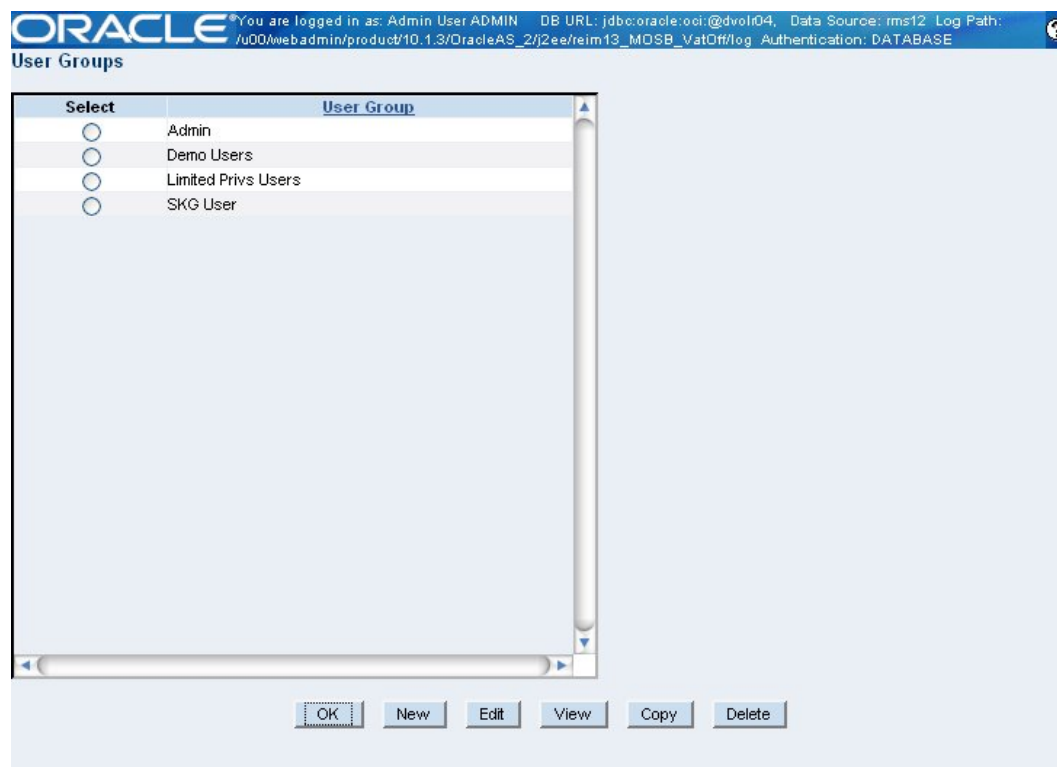 ORACLE® You are logged in as: Admin User ADMIN DB URL: jdbc:oracle:oci:@dvolr04, Data Source: rms12 Log Path:
/u00/webadmin/product/10.1.3/OracleAS_2/j2ee/reim13_MOSB_VatOff/log Authentication: DATABASE
User Groups
Select User Group
Admin
Demo Users
Limited Privs Users
SKG User
OK New Edit View Copy Delete